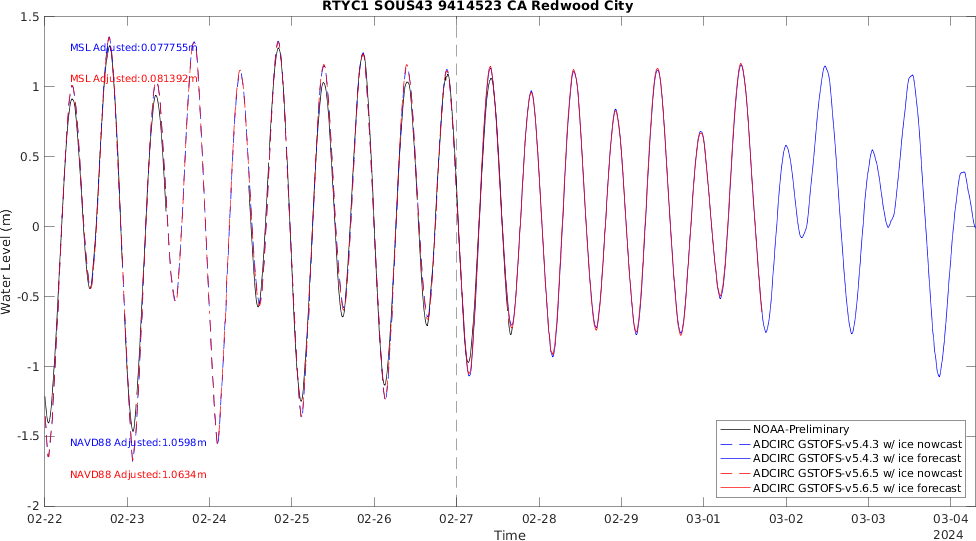 RTYC1 SOUS43 9414523 CA Redwood City
1.5
1
0.5
0
-0.5
-1
-1.5
-2
Water Level (m)
MSL Adjusted:0.077755m
MSL Adjusted:0.081392m
NAVD88 Adjusted:1.0598m
NAVD88 Adjusted:1.0634m
NOAA-Preliminary
ADCIRC GSTOFS-v5.4.3 w/ ice nowcast
ADCIRC GSTOFS-v5.4.3 w/ ice forecast
ADCIRC GSTOFS-v5.6.5 w/ ice nowcast
ADCIRC GSTOFS-v5.6.5 w/ ice forecast
02-22 02-23 02-24 02-25 02-26 02-27 02-28 02-29 03-01 03-02 03-03 03-04
Time
2024